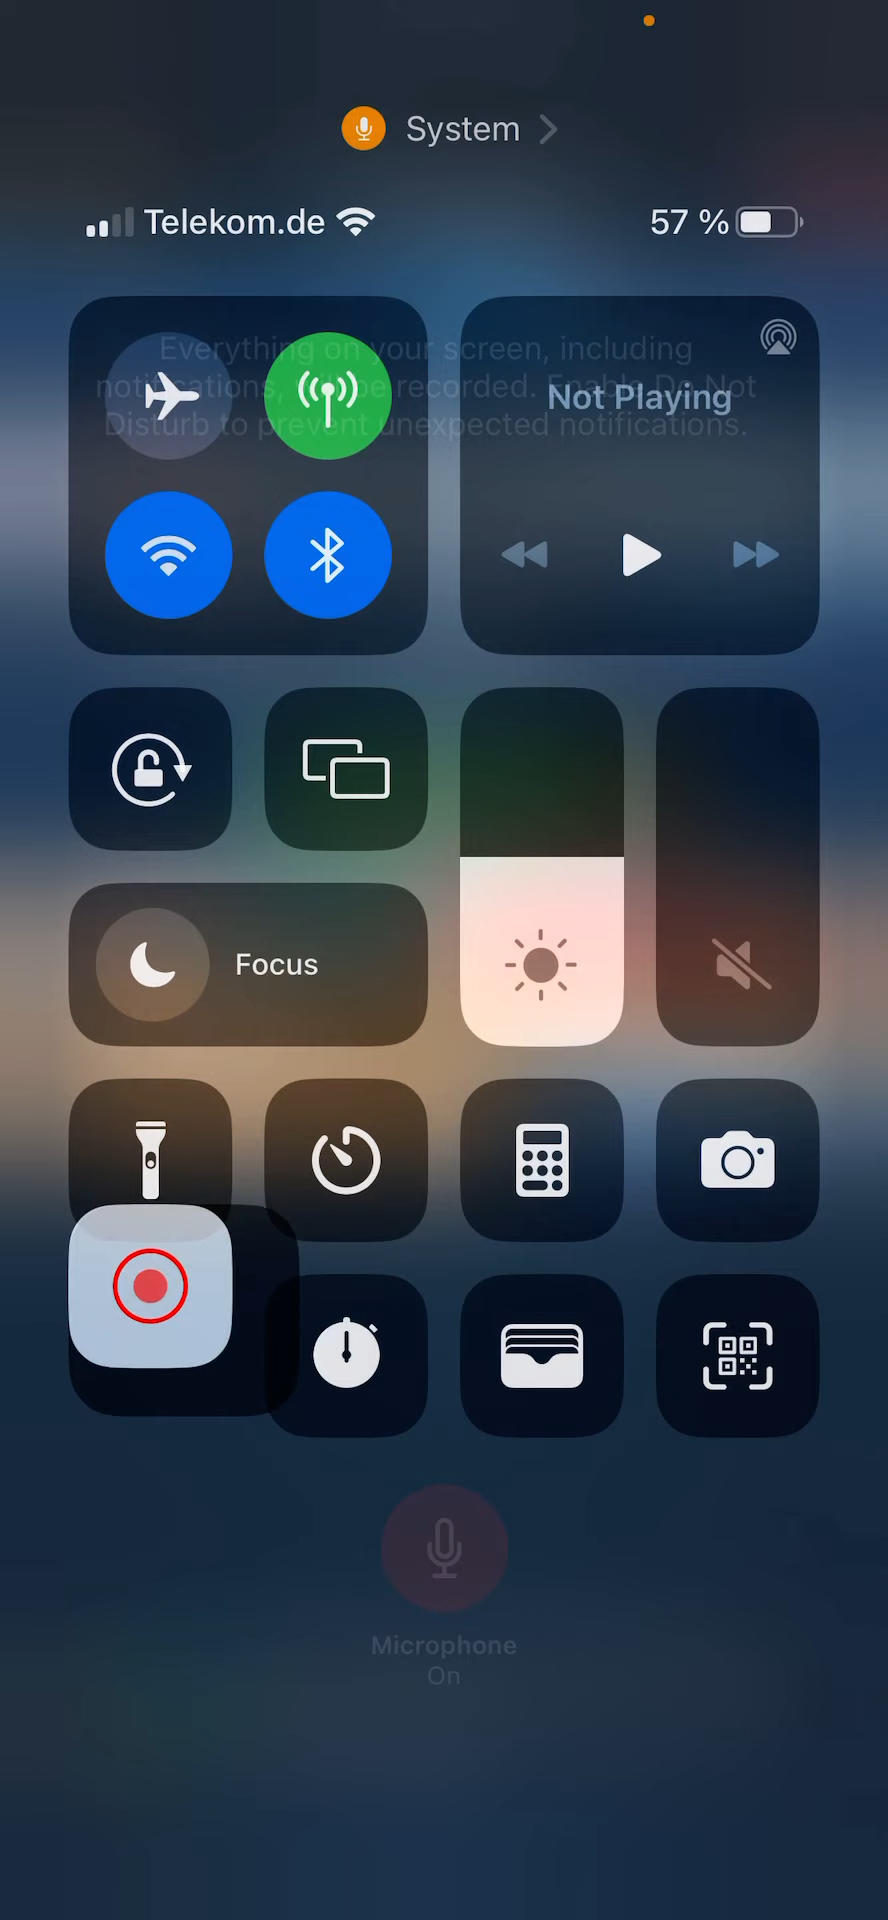 System
Telekom.de
57 %
Everything on your screen, including
notifications, will be recorded. Enable Do Not
Disturb to prevent unexpected notifications.
Not Playing
Focus
Microphone
On